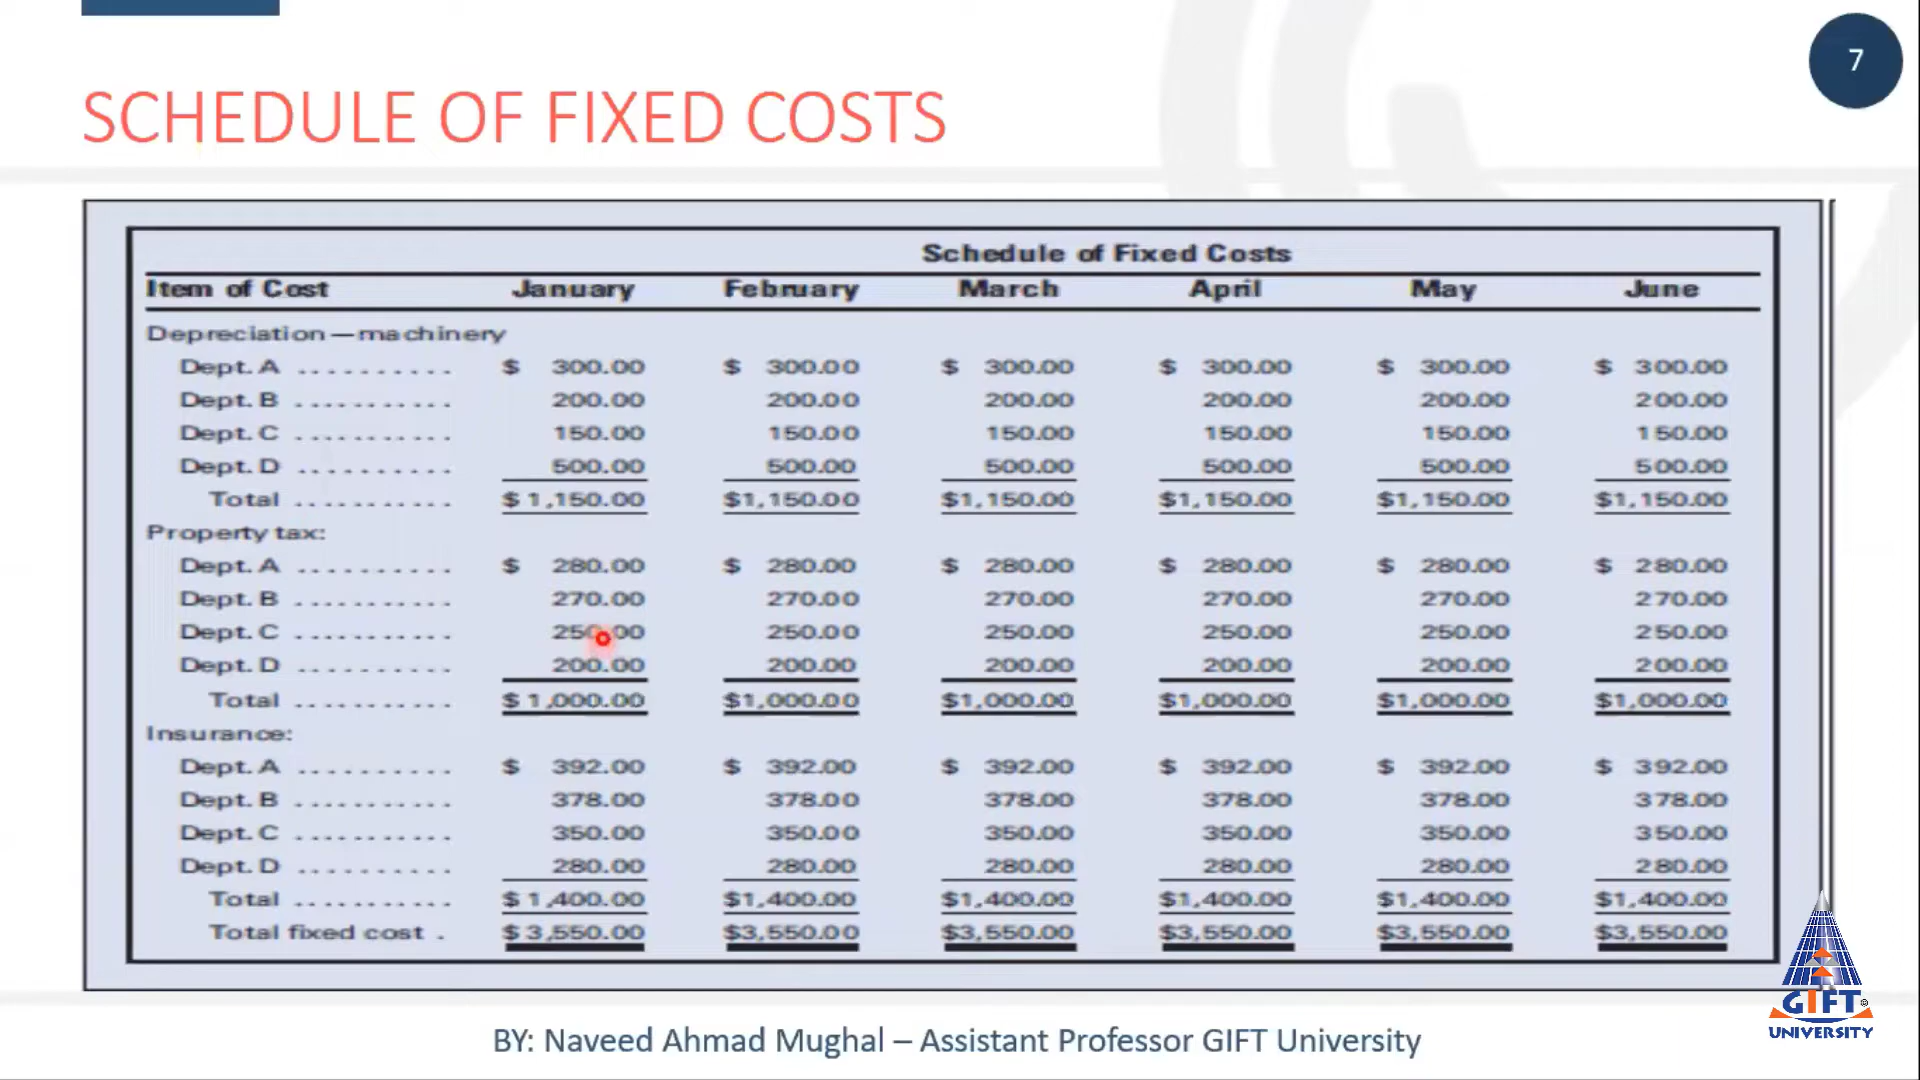 7
SCHEDULE OF FIXED COSTS
Schedule of Fixed Costs
Item of Cost January February March April May June
Depreciation—machinery
Dept. A .......... $ 300.00 $ 300.00 $ 300.00 $ 300.00 $ 300.00 $ 300.00
Dept. B ........... 200.00 200.00 200.00 200.00 200.00 200.00
Dept. C ........... 150.00 150.00 150.00 150.00 150.00 150.00
Dept. D .......... 500.00 500.00 500.00 500.00 500.00 500.00
Total ........... $1,150.00 $1,150.00 $1,150.00 $1,150.00 $1,150.00 $1,150.00
Property tax:
Dept. A .......... $ 280.00 $ 280.00 $ 280.00 $ 280.00 $ 280.00 $ 280.00
Dept. B ........... 270.00 270.00 270.00 270.00 270.00 270.00
Dept. C ........... 250.00 250.00 250.00 250.00 250.00 250.00
Dept. D .......... 200.00 200.00 200.00 200.00 200.00 200.00
Total ........... $1,000.00 $1,000.00 $1,000.00 $1,000.00 $1,000.00 $1,000.00
Insurance:
Dept. A .......... $ 392.00 $ 392.00 $ 392.00 $ 392.00 $ 392.00 $ 392.00
Dept. B ........... 378.00 378.00 378.00 378.00 378.00 378.00
Dept. C ........... 350.00 350.00 350.00 350.00 350.00 350.00
Dept. D .......... 280.00 280.00 280.00 280.00 280.00 280.00
Total ........... $1,400.00 $1,400.00 $1,400.00 $1,400.00 $1,400.00 $1,400.00
Total fixed cost . $3,550.00 $3,550.00 $3,550.00 $3,550.00 $3,550.00 $3,550.00
GIFT©
UNIVERSITY
BY: Naveed Ahmad Mughal – Assistant Professor GIFT University